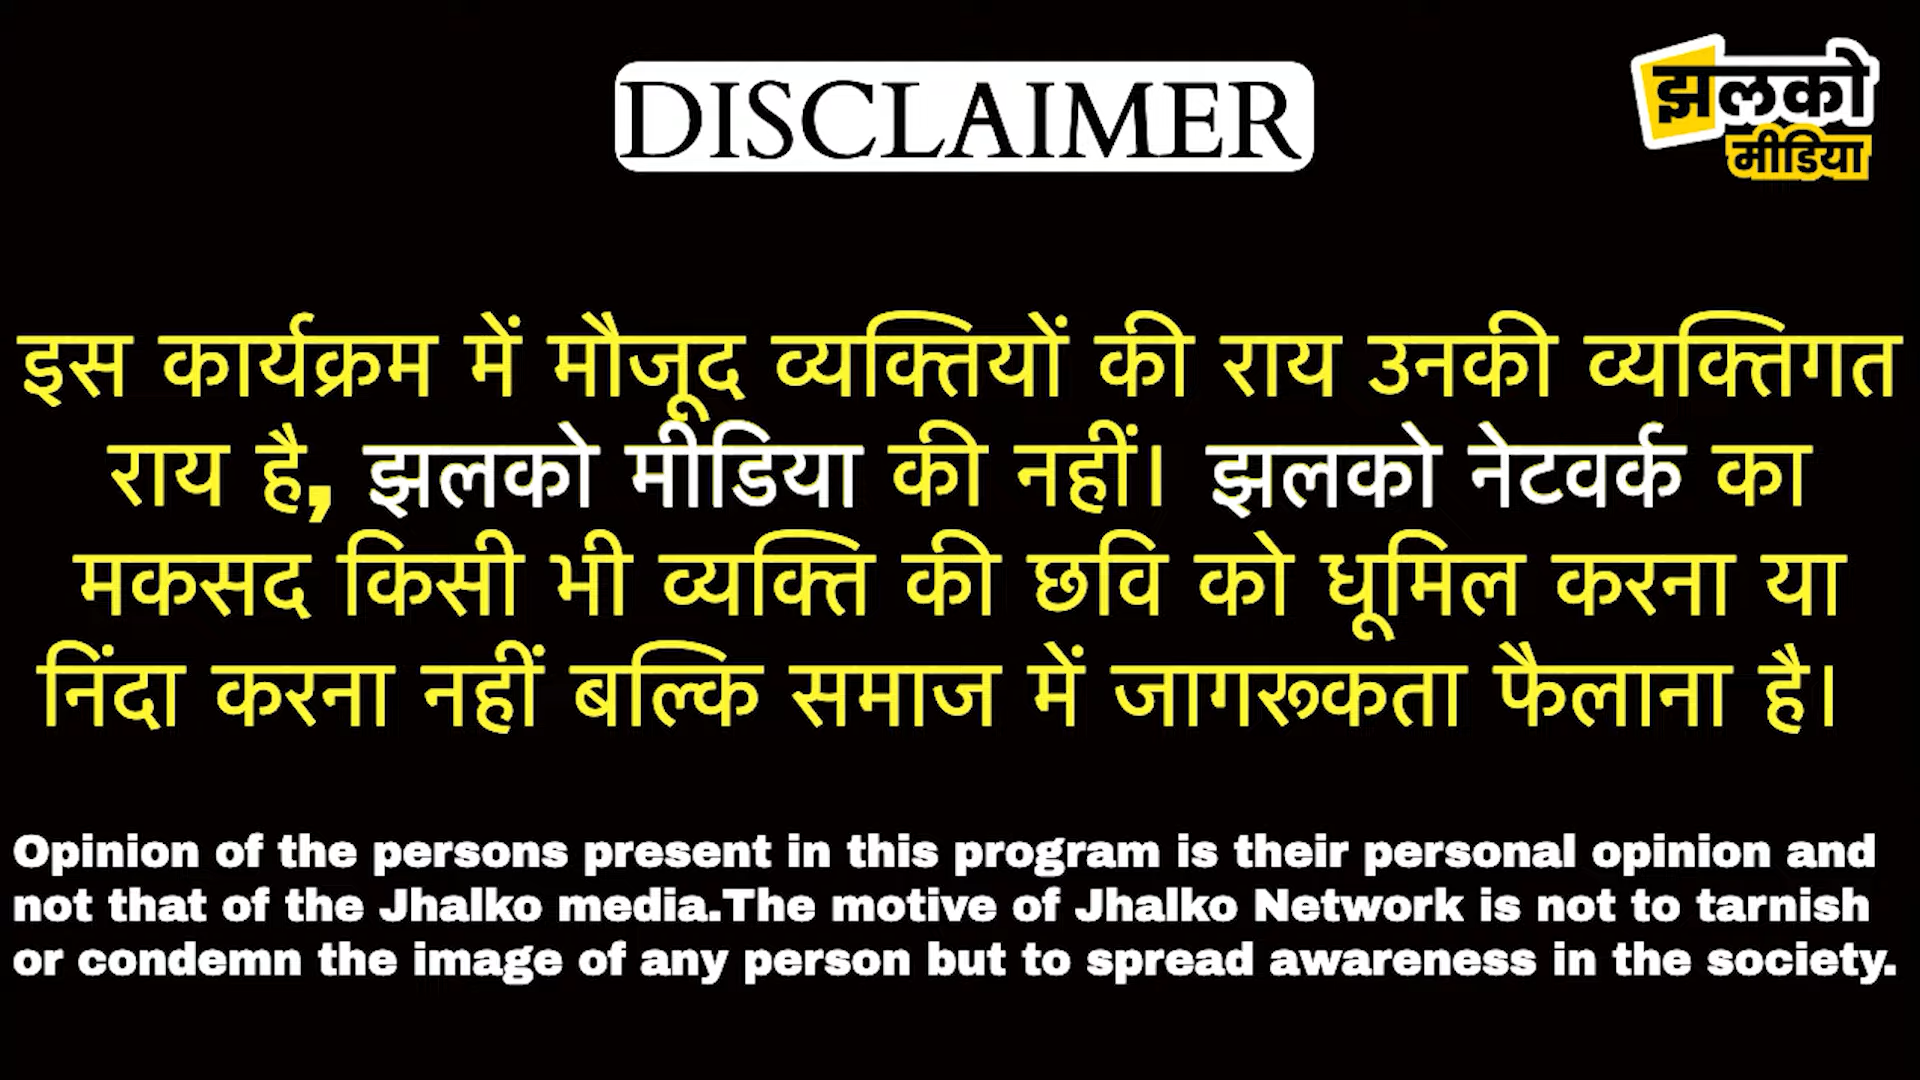 DISCLAIMER
झलको
मीडिया
इस कार्यक्रम में मौजूद व्यक्तियों की राय उनकी व्यक्तिगत
राय है, झलको मीडिया की नहीं। झलको नेटवर्क का
मकसद किसी भी व्यक्ति की छवि को धूमिल करना या
निंदा करना नहीं बल्कि समाज में जागरूकता फैलाना है।
Opinion of the persons present in this program is their personal opinion and
not that of the Jhalko media.The motive of Jhalko Network is not to tarnish
or condemn the image of any person but to spread awareness in the society.